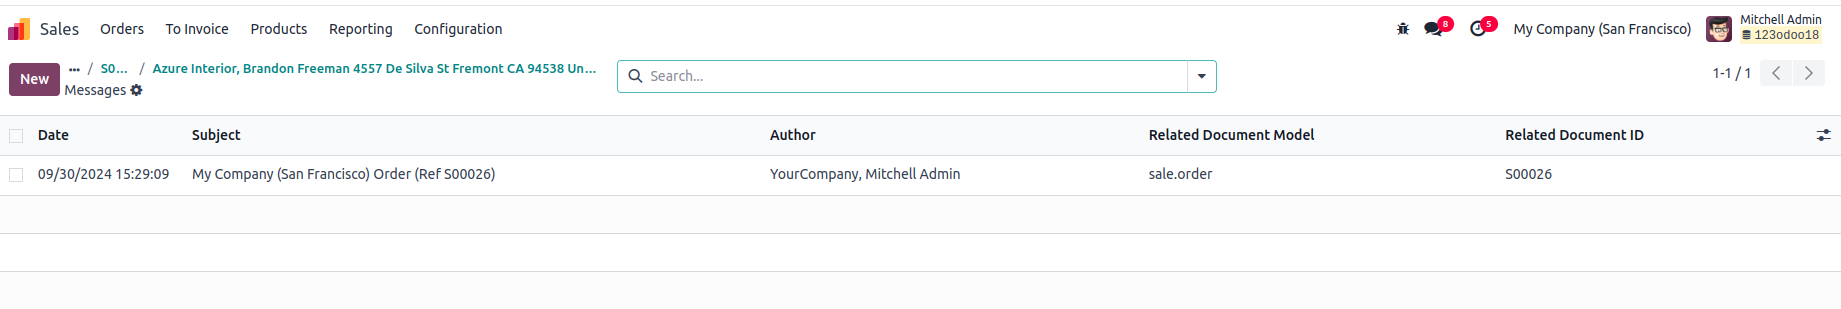 Sales Orders To Invoice Products Reporting Configuration 8 5 My Company (San Francisco) Mitchell Admin
123odoo18
New ... / S0... / Azure Interior, Brandon Freeman 4557 De Silva St Fremont CA 94538 Un... Search... 1-1 / 1
Messages
Date Subject Author Related Document Model Related Document ID
09/30/2024 15:29:09 My Company (San Francisco) Order (Ref S00026) YourCompany, Mitchell Admin sale.order S00026